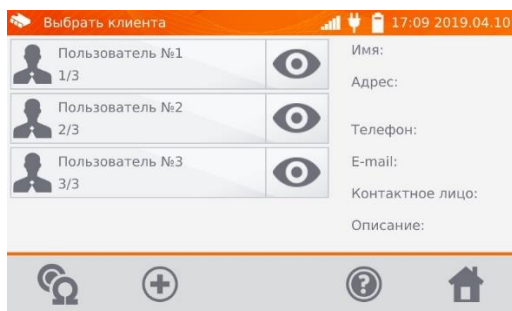 Выбрать клиента
17:09 2019.04.10
Пользователь №1
1/3
Пользователь №2
2/3
Пользователь №3
3/3
Имя:
Адрес:
Телефон:
E-mail:
Контактное лицо:
Описание: